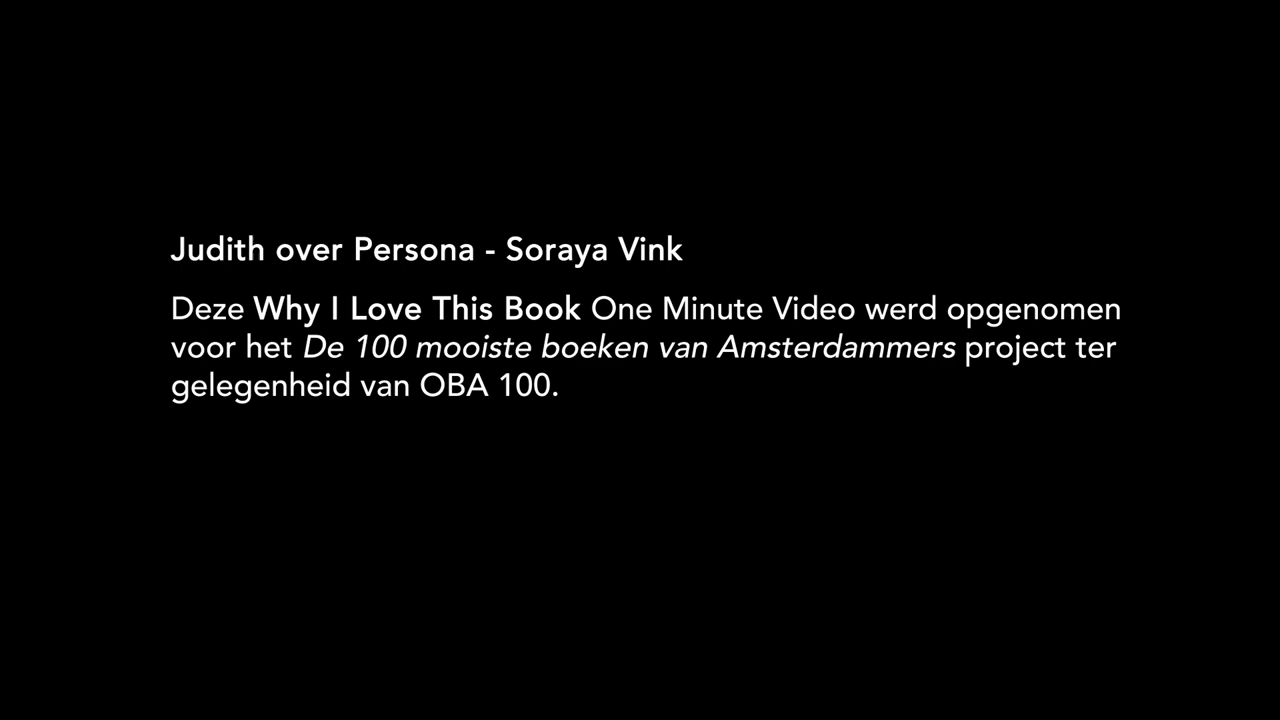 Judith over Persona - Soraya Vink
Deze Why I Love This Book One Minute Video werd opgenomen
voor het De 100 mooiste boeken van Amsterdammers project ter
gelegenheid van OBA 100.